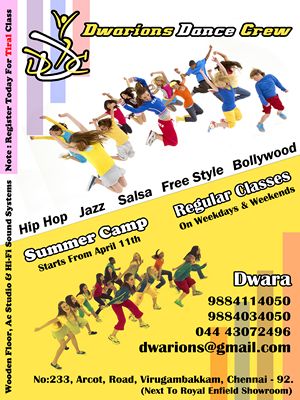 Dwarions Dance Crew
Note : Register Today For Tiral Class
Wooden Floor, Ac Studio & Hi-Fi Sound Systems
Hip Hop Jazz Salsa Free Style Bollywood
Summer Camp
Starts From April 11th
Regular Classes
On Weekdays & Weekends
Dwara
9884114050
9884034050
044 43072496
dwarions@gmail.com
No:233, Arcot, Road, Virugambakkam, Chennai - 92.
(Next To Royal Enfield Showroom)